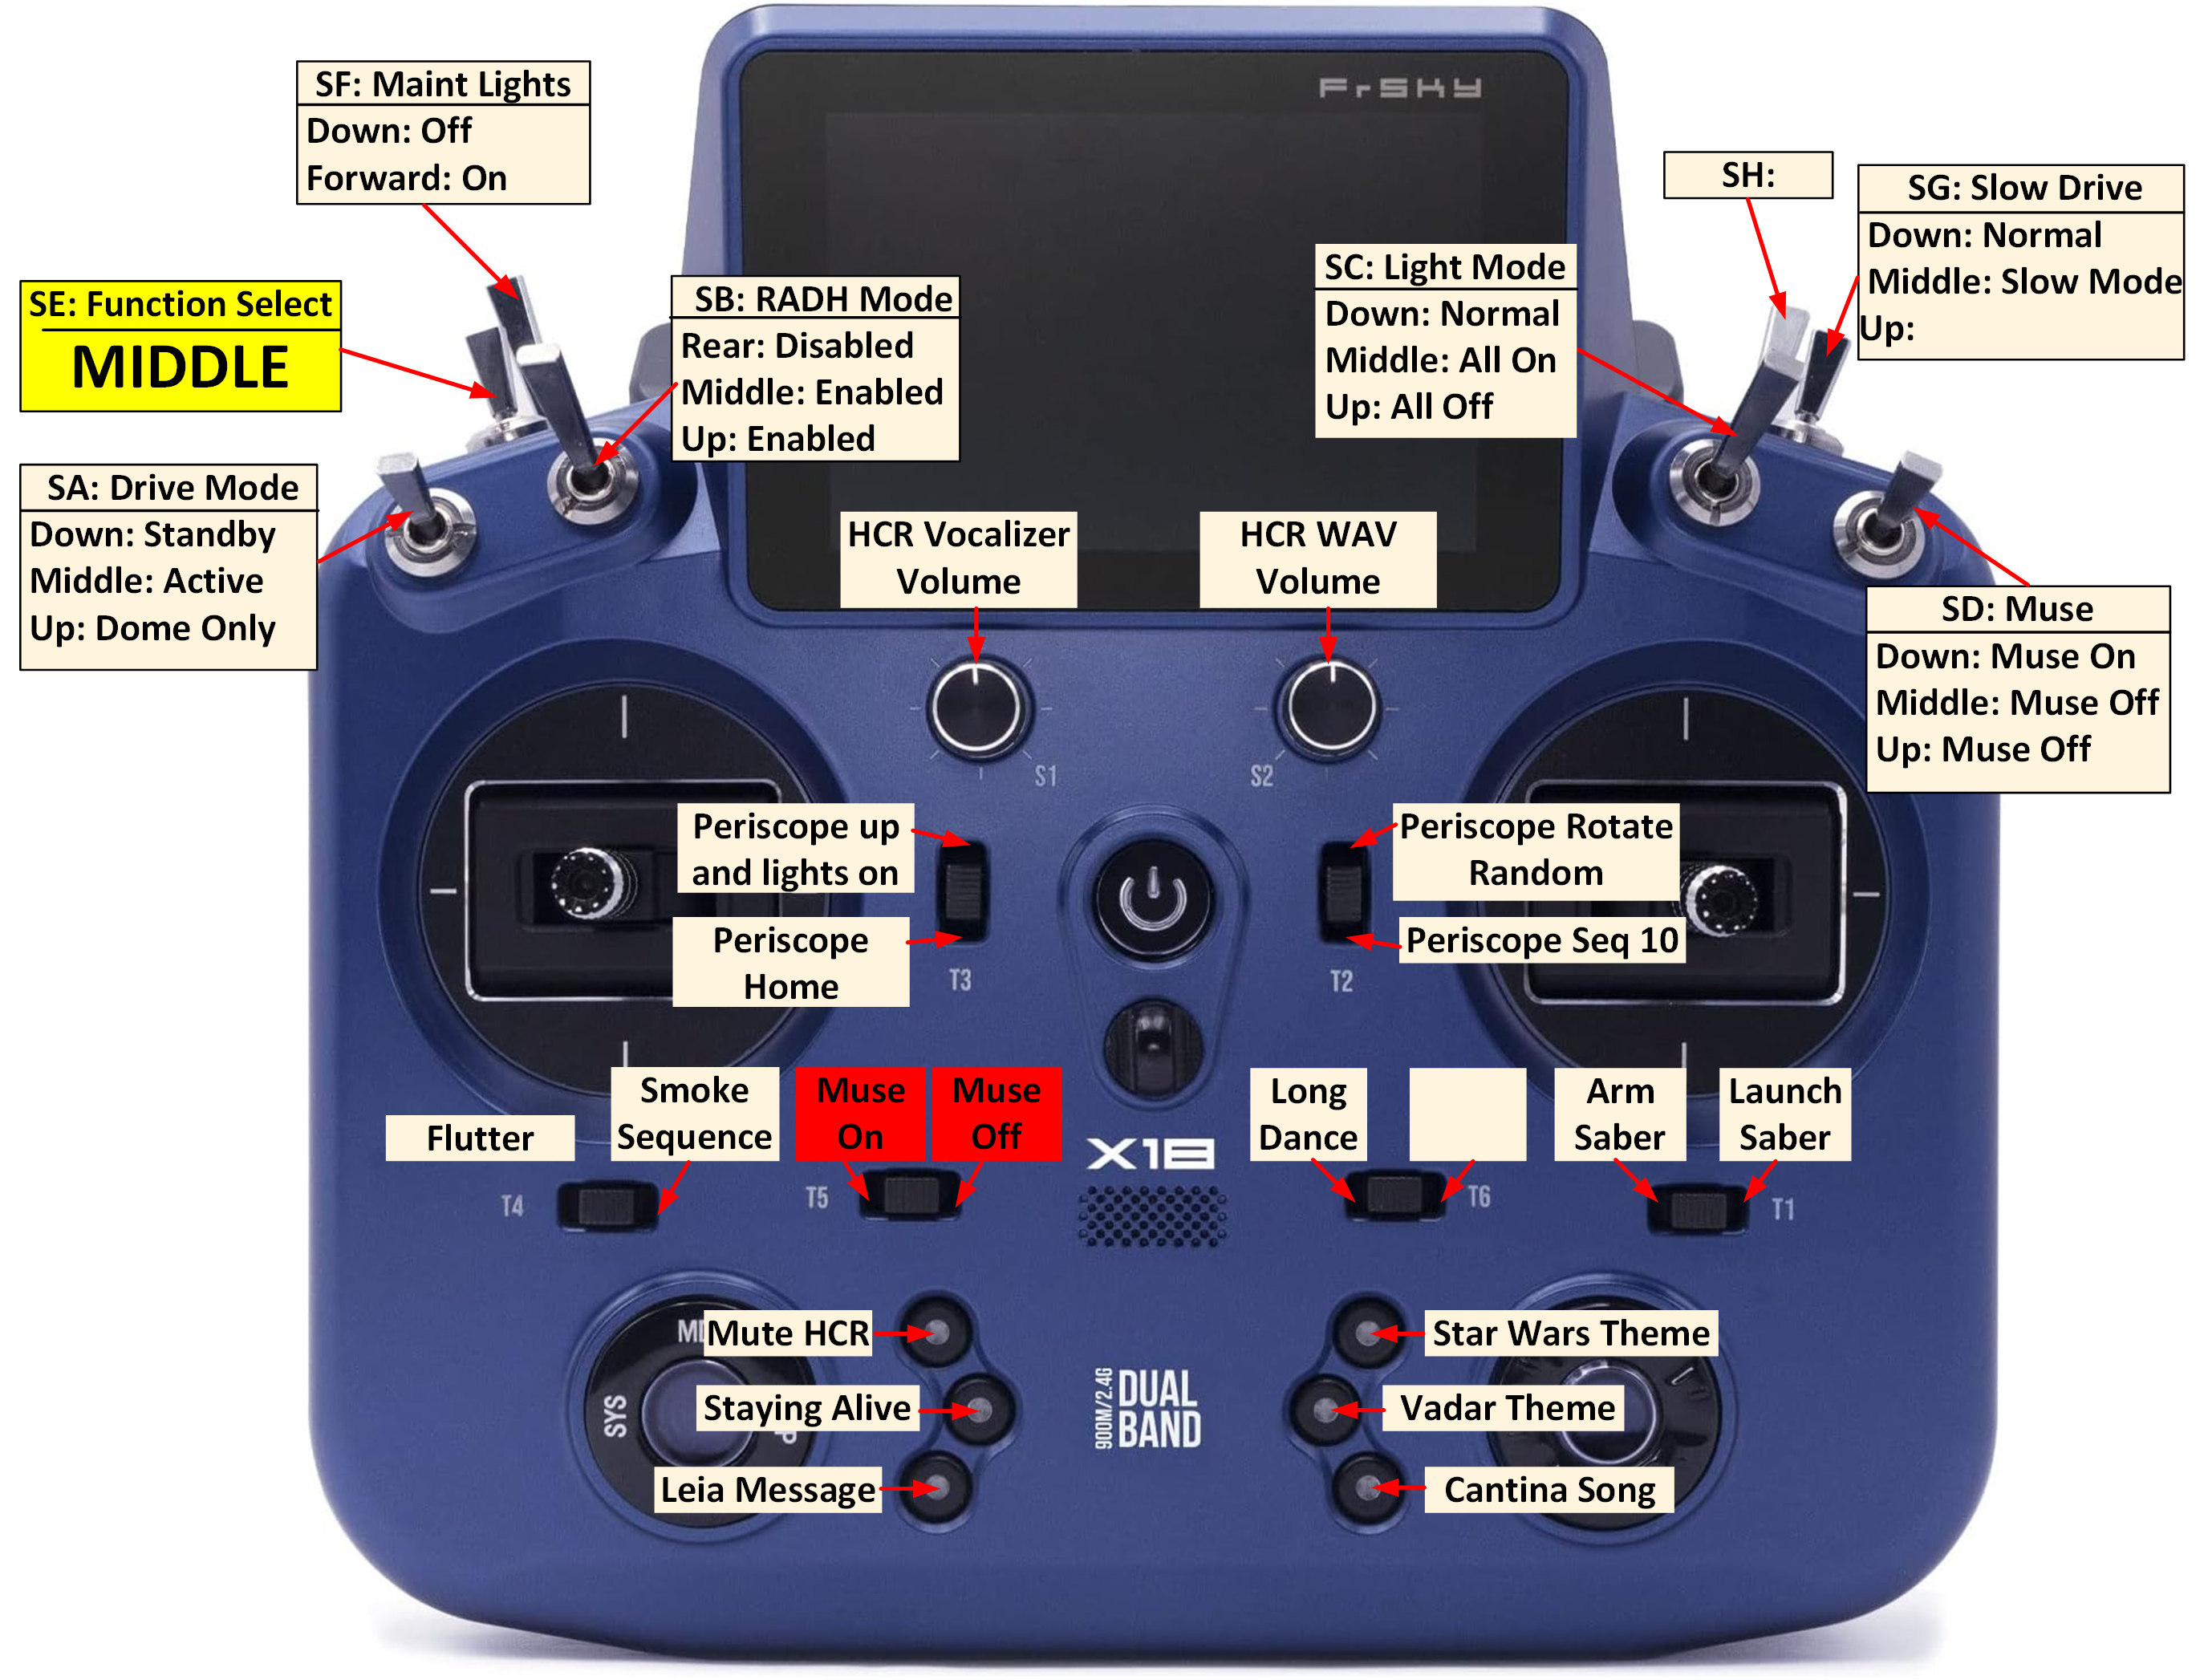 FrSKY
SF: Maint Lights
Down: Off
Forward: On
SH:
SG: Slow Drive
Down: Normal
Middle: Slow Mode
Up:
SE: Function Select
MIDDLE
SB: RADH Mode
Rear: Disabled
Middle: Enabled
Up: Enabled
SC: Light Mode
Down: Normal
Middle: All On
Up: All Off
SA: Drive Mode
Down: Standby
Middle: Active
Up: Dome Only
HCR Vocalizer
Volume
HCR WAV
Volume
SD: Muse
Down: Muse On
Middle: Muse Off
Up: Muse Off
S1
S2
Periscope up
and lights on
Periscope Rotate
Random
Periscope
Home
Periscope Seq 10
T3
T2
Flutter
Smoke
Sequence
Muse
On
Muse
Off
Long
Dance
Arm
Saber
Launch
Saber
X18
T4
T5
T6
T1
Mute HCR
Star Wars Theme
SYS
Staying Alive
900M/2.4G
DUAL
BAND
Vadar Theme
Leia Message
Cantina Song